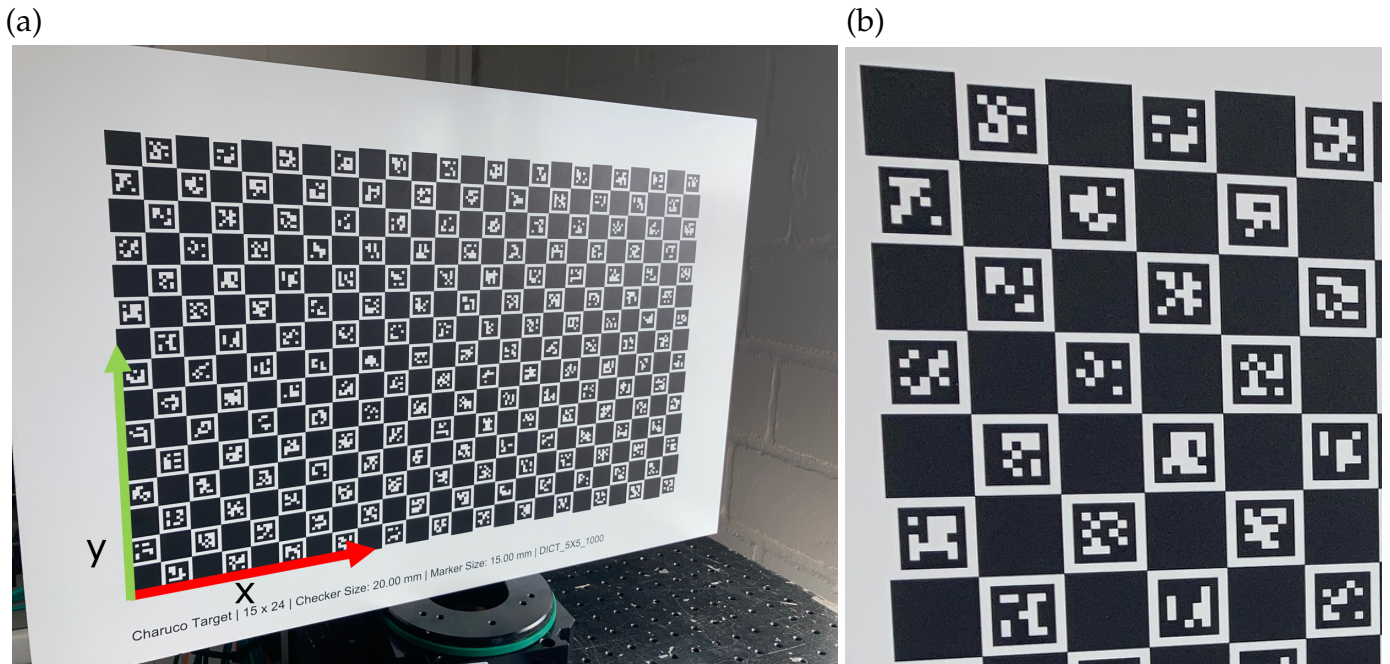 (a)
(b)
y
x
Charuco Target | 15 x 24 | Checker Size: 20.00 mm | Marker Size: 15.00 mm | DICT_5X5_1000